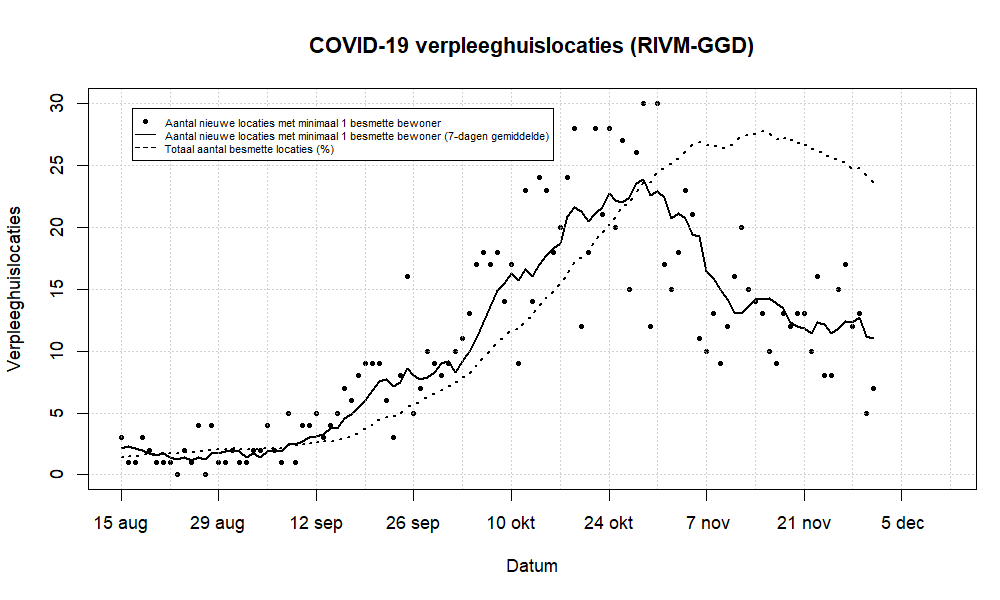 COVID-19 verpleeghuislocaties (RIVM-GGD)
Aantal nieuwe locaties met minimaal 1 besmette bewoner
Aantal nieuwe locaties met minimaal 1 besmette bewoner (7-dagen gemiddelde)
Totaal aantal besmette locaties (%)
Verpleeghuislocaties
30
25
20
15
10
5
0
15 aug 29 aug 12 sep 26 sep 10 okt 24 okt 7 nov 21 nov 5 dec
Datum